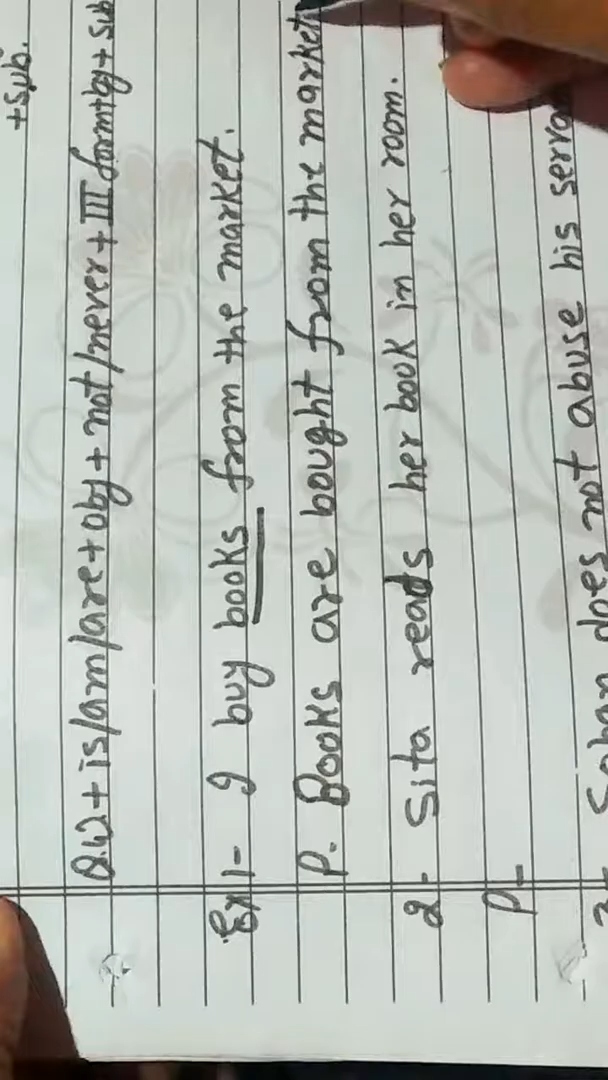 +sub.
Q.W+is/am/are+obj+not/never+III form+by+sub
Ex 1- I buy books from the market.
P. Books are bought from the market
2- Sita reads her book in her room.
P-
does not abuse his